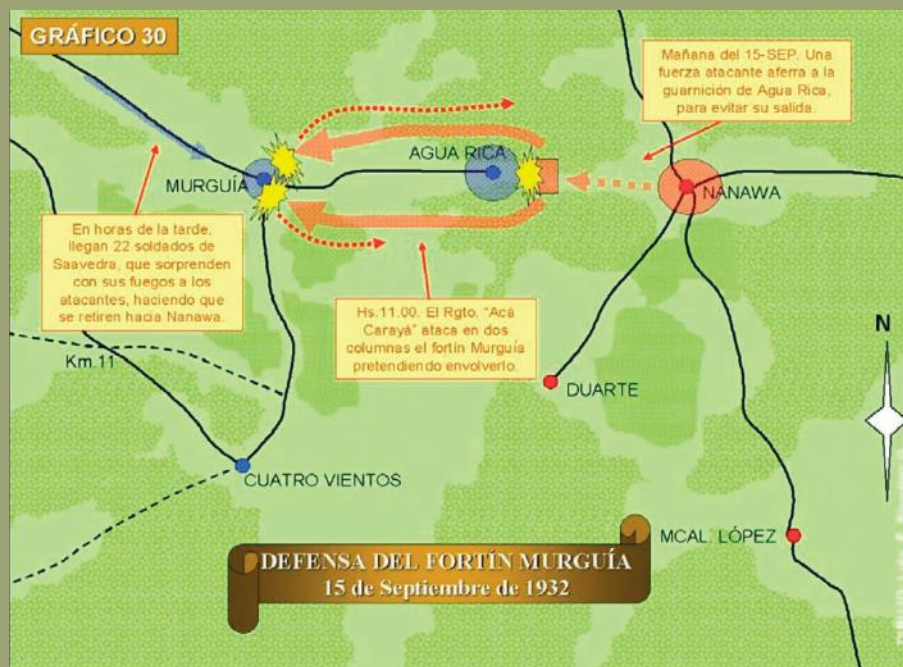 GRÁFICO 30
Mañana del 15-SEP. Una
fuerza atacante aferra a la
guarnición de Agua Rica,
para evitar su salida.
AGUA RICA
MURGUÍA
NANAWA
En horas de la tarde,
llegan 22 soldados de
Saavedra, que sorprenden
con sus fuegos a los
atacantes, haciendo que
se retiren hacia Nanawa.
Hs.11.00. El Rgto. "Acá
Carayá" ataca en dos
columnas el fortín Murguía
pretendiendo envolverlo.
N
Km.11
DUARTE
CUATRO VIENTOS
MCAL. LÓPEZ
DEFENSA DEL FORTÍN MURGUÍA
15 de Septiembre de 1932